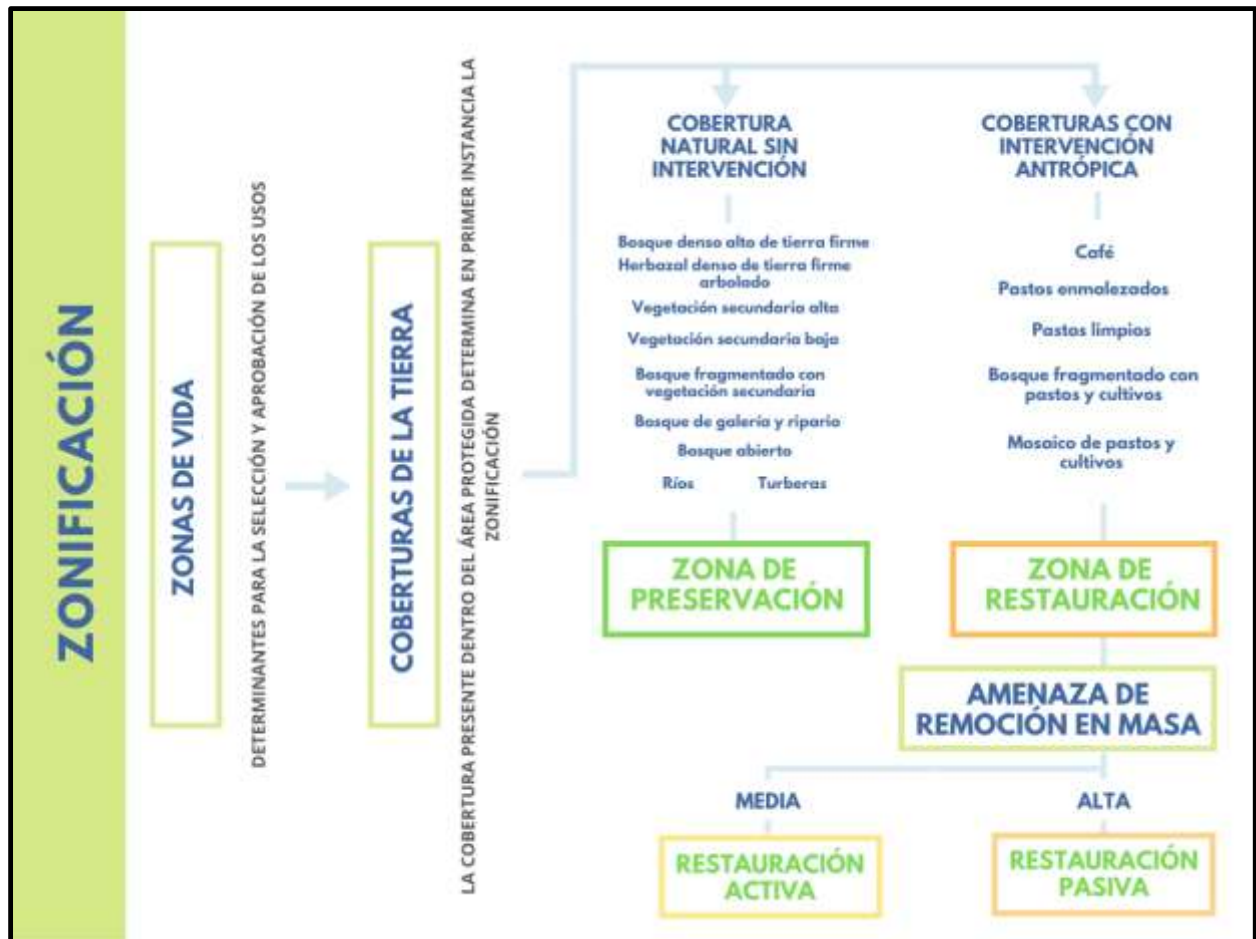 ZONIFICACIÓN
ZONAS DE VIDA
DETERMINANTES PARA LA SELECCIÓN Y APROBACIÓN DE LOS USOS
COBERTURAS DE LA TIERRA
LA COBERTURA PRESENTE DENTRO DEL ÁREA PROTEGIDA DETERMINA EN PRIMER INSTANCIA LA
ZONIFICACIÓN
COBERTURA
NATURAL SIN
INTERVENCIÓN
Bosque denso alto de tierra firme
Herbazal denso de tierra firme
arbolado
Vegetación secundaria alta
Vegetación secundaria baja
Bosque fragmentado con
vegetación secundaria
Bosque de galería y ripario
Bosque abierto
Ríos Turberas
ZONA DE
PRESERVACIÓN
COBERTURAS CON
INTERVENCIÓN
ANTRÓPICA
Café
Pastos enmalezados
Pastos limpios
Bosque fragmentado con
pastos y cultivos
Mosaico de pastos y
cultivos
ZONA DE
RESTAURACIÓN
AMENAZA DE
REMOCIÓN EN MASA
MEDIA
RESTAURACIÓN
ACTIVA
ALTA
RESTAURACIÓN
PASIVA